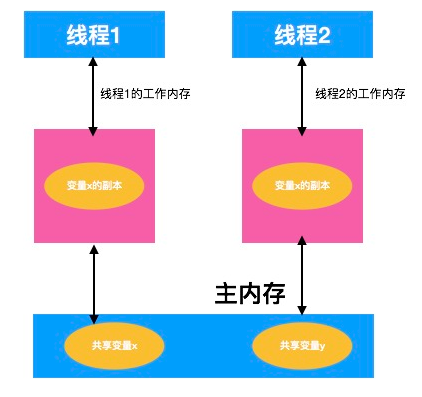 线程1
线程2
线程1的工作内存
线程2的工作内存
变量x的副本
变量x的副本
主内存
共享变量x
共享变量y